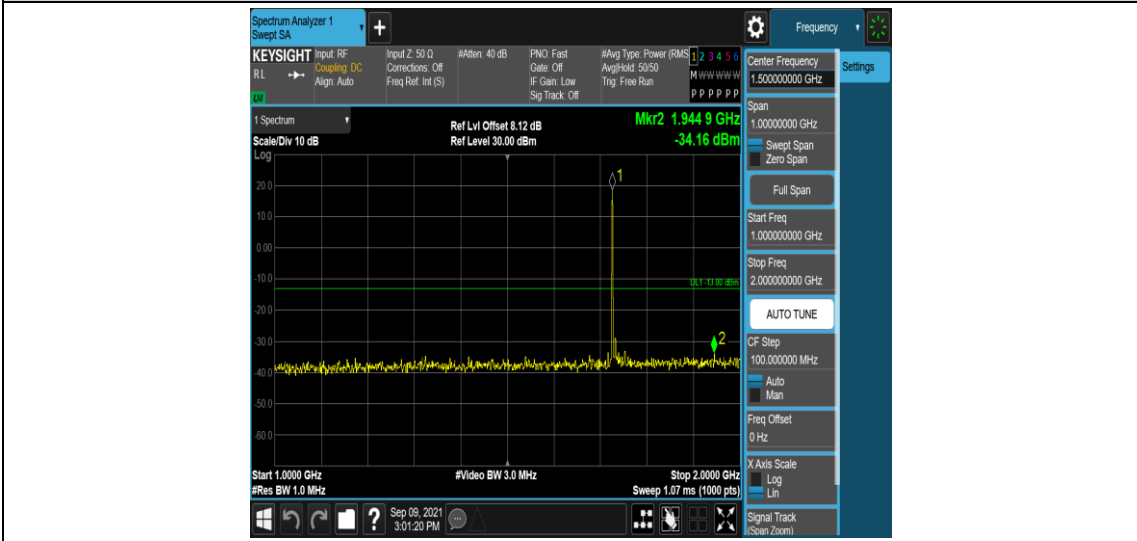 Spectrum Analyzer 1
Swept SA
+
Frequency
KEYSIGHT
RL
LNI
Input: RF
Coupling: DC
Align: Auto
Input Z: 50 Ω
Corrections: Off
Freq Ref: Int (S)
#Atten: 40 dB
PNO: Fast
Gate: Off
IF Gain: Low
Sig Track: Off
#Avg Type: Power (RMS
Avg|Hold: 50/50
Trig: Free Run
1 2 3 4 5 6
M W W W W W
P P P P P P
1 Spectrum
Scale/Div 10 dB
Log
Ref Lvl Offset 8.12 dB
Ref Level 30.00 dBm
Mkr2 1.944 9 GHz
-34.16 dBm
1
20.0
10.0
0.00
-10.0
DL1 -13.00 dBm
-20.0
-30.0
2
-40.0
-50.0
-60.0
Start 1.0000 GHz
#Video BW 3.0 MHz
Stop 2.0000 GHz
#Res BW 1.0 MHz
Sweep 1.07 ms (1000 pts)
?
Sep 09, 2021
3:01:20 PM
Center Frequency
1.500000000 GHz
Settings
Span
1.00000000 GHz
Swept Span
Zero Span
Full Span
Start Freq
1.000000000 GHz
Stop Freq
2.000000000 GHz
AUTO TUNE
CF Step
100.000000 MHz
Auto
Man
Freq Offset
0 Hz
X Axis Scale
Log
Lin
Signal Track
(Span Zoom)